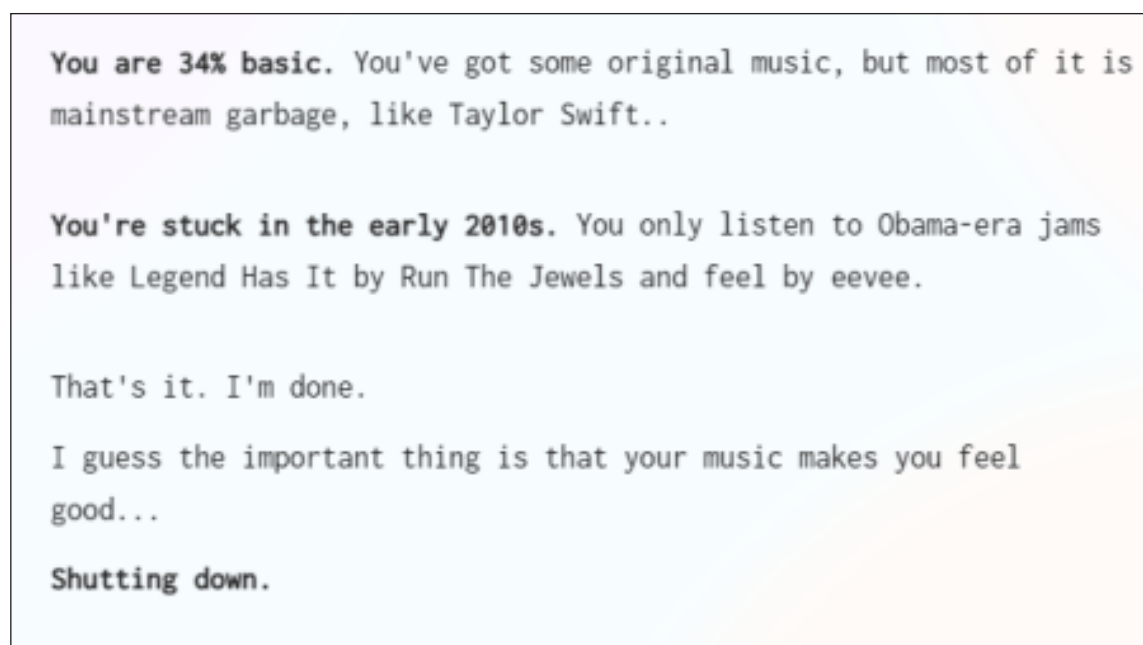 You are 34% basic. You've got some original music, but most of it is
mainstream garbage, like Taylor Swift..
You're stuck in the early 2010s. You only listen to Obama-era jams
like Legend Has It by Run The Jewels and feel by eevee.
That's it. I'm done.
I guess the important thing is that your music makes you feel
good...
Shutting down.